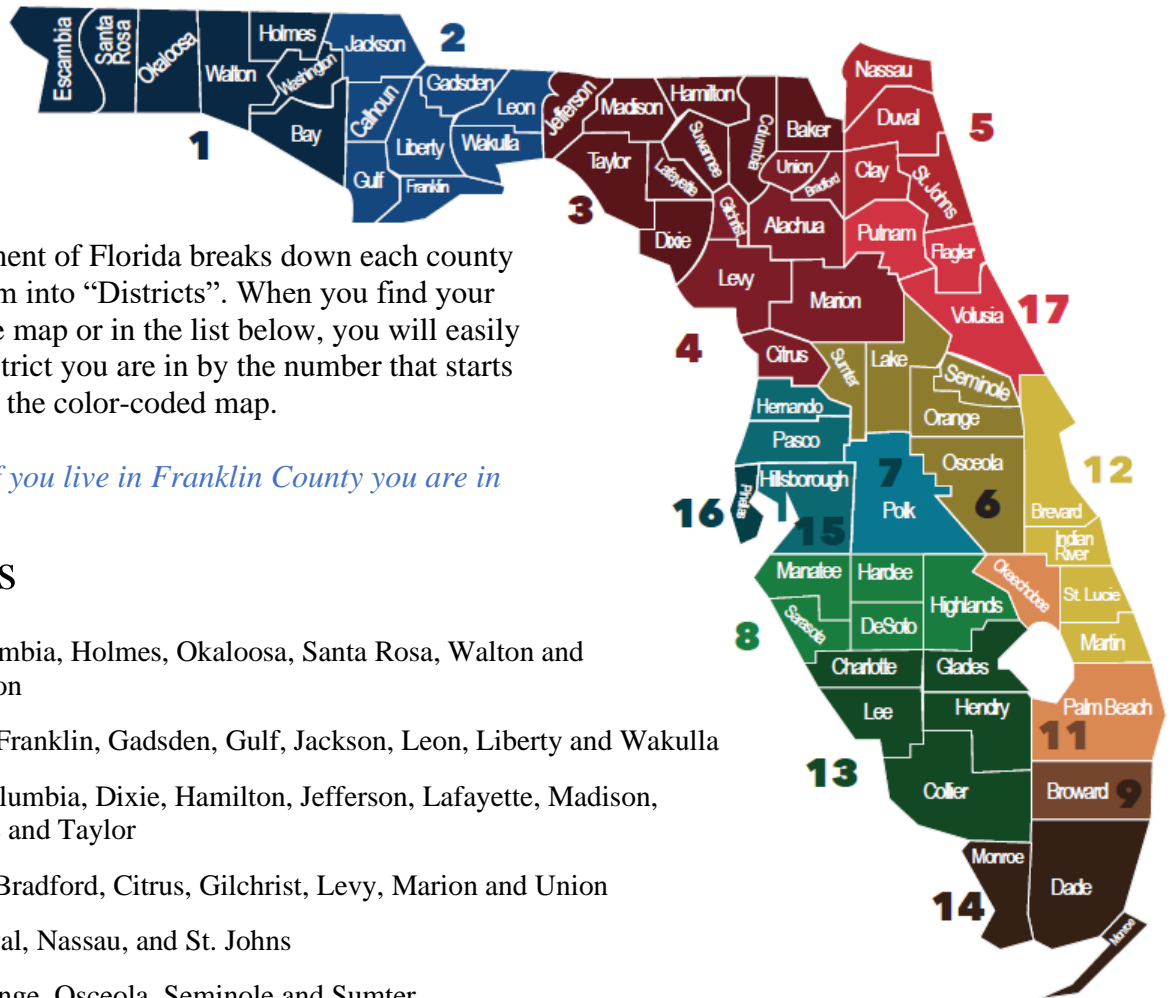 Escambia
Santa
Rosa
Okaloosa
Walton
Holmes
Washington
Bay
1
Jackson
2
Calhoun
Gadsden
Liberty
Leon
Wakulla
Gulf
Franklin
Jefferson
Madison
Hamilton
Suwannee
Columbia
Baker
Taylor
Lafayette
Union
Bradford
3
Dixie
Gilchrist
Alachua
Levy
Marion
4
Citrus
Nassau
Duval
5
Clay
St. Johns
Putnam
Flagler
Volusia
17
Sumter
Lake
Seminole
Orange
Osceola
6
Hernando
Pasco
Hillsborough
1
15
Pinellas
16
7
Polk
12
Brevard
Indian
River
St. Lucie
Martin
Okeechobee
Manatee
Hardee
Highlands
Sarasota
DeSoto
8
Charlotte
Glades
Lee
Hendry
Collier
13
Palm Beach
11
Broward 9
Monroe
14
Dade
Monroe
ment of Florida breaks down each county
m into “Districts”. When you find your
e map or in the list below, you will easily
strict you are in by the number that starts
the color-coded map.
f you live in Franklin County you are in
s
mbia, Holmes, Okaloosa, Santa Rosa, Walton and
on
Franklin, Gadsden, Gulf, Jackson, Leon, Liberty and Wakulla
lumbia, Dixie, Hamilton, Jefferson, Lafayette, Madison,
and Taylor
Bradford, Citrus, Gilchrist, Levy, Marion and Union
al, Nassau, and St. Johns
nge, Osceola, Seminole and Sumter